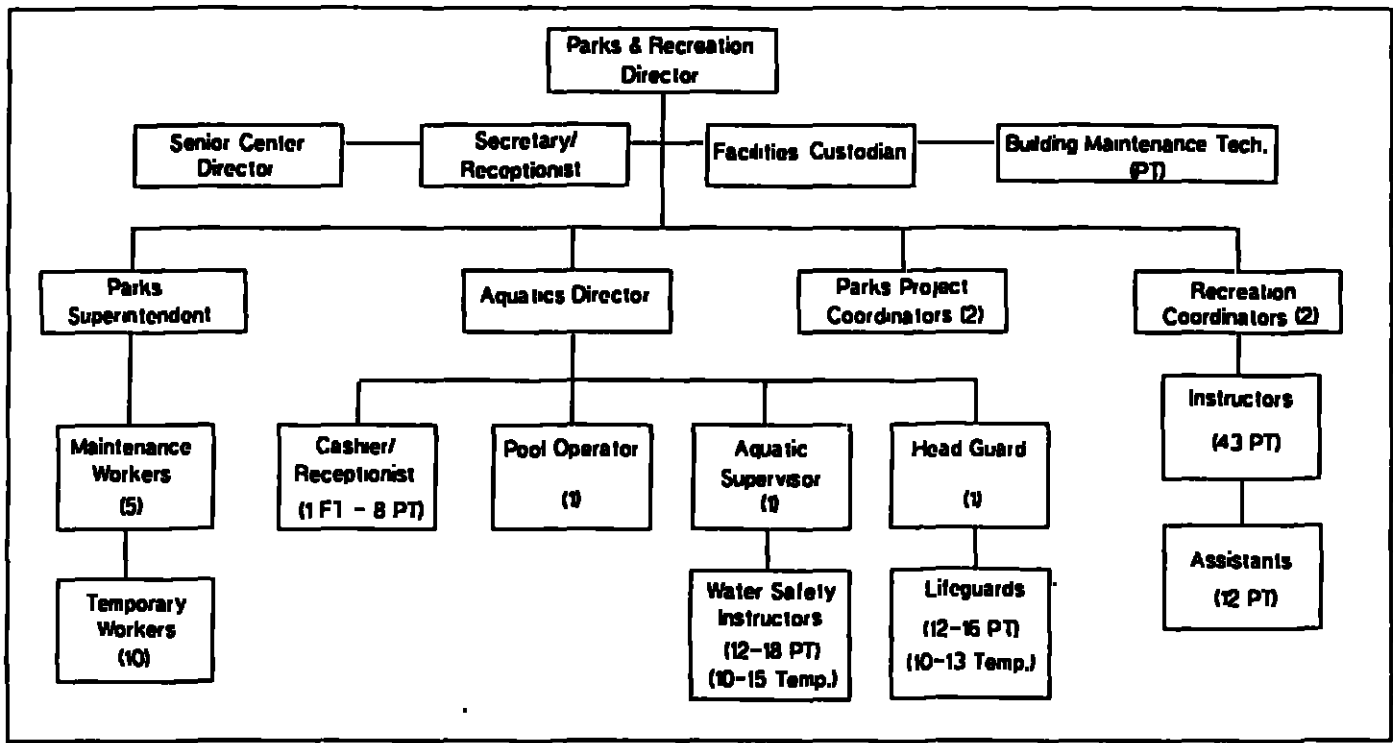 Parks & Recreation
Director
Senior Center
Director
Secretary/
Receptionist
Facilities Custodian
Building Maintenance Tech.
(PT)
Parks
Superintendent
Aquatics Director
Parks Project
Coordinators (2)
Recreation
Coordinators (2)
Maintenance
Workers
(5)
Cashier/
Receptionist
(1 FT - 8 PT)
Pool Operator
(1)
Aquatic
Supervisor
(1)
Head Guard
(1)
Instructors
(43 PT)
Temporary
Workers
(10)
Water Safety
Instructors
(12-18 PT)
(10-15 Temp.)
Lifeguards
(12-16 PT)
(10-13 Temp.)
Assistants
(12 PT)